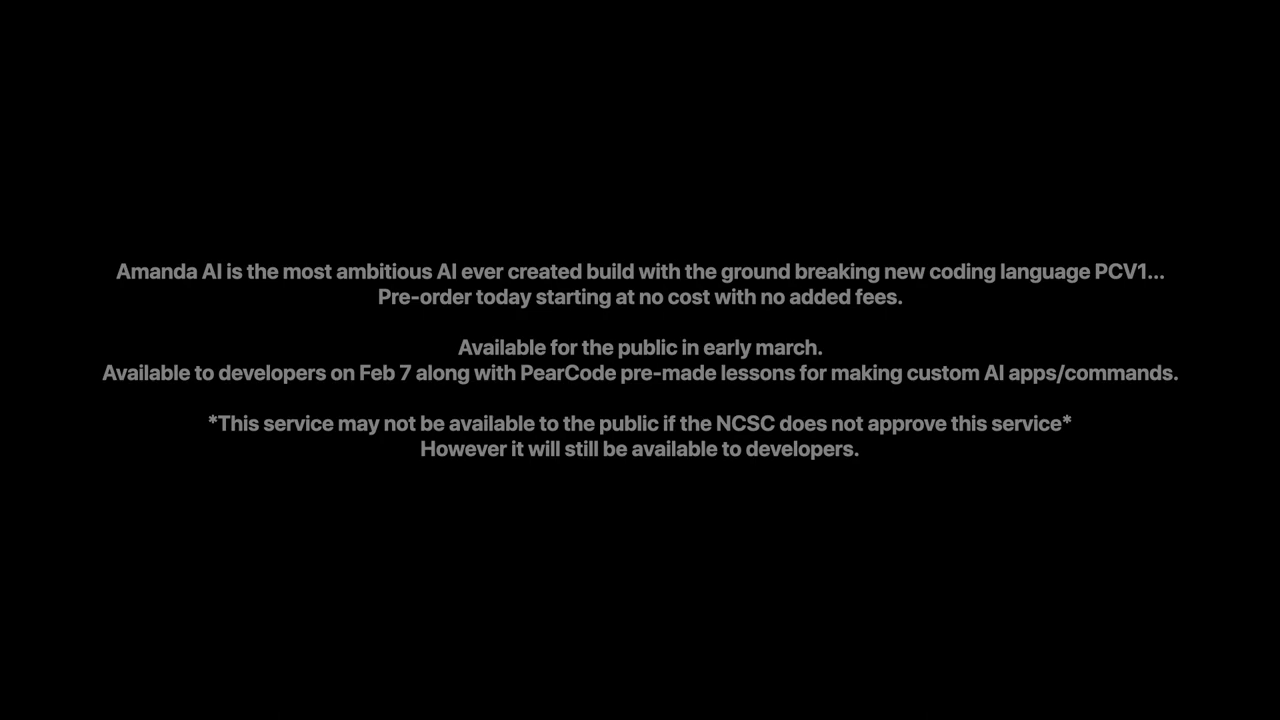 Amanda AI is the most ambitious AI ever created build with the ground breaking new coding language PCV1...
Pre-order today starting at no cost with no added fees.
Available for the public in early march.
Available to developers on Feb 7 along with PearCode pre-made lessons for making custom AI apps/commands.
*This service may not be available to the public if the NCSC does not approve this service*
However it will still be available to developers.